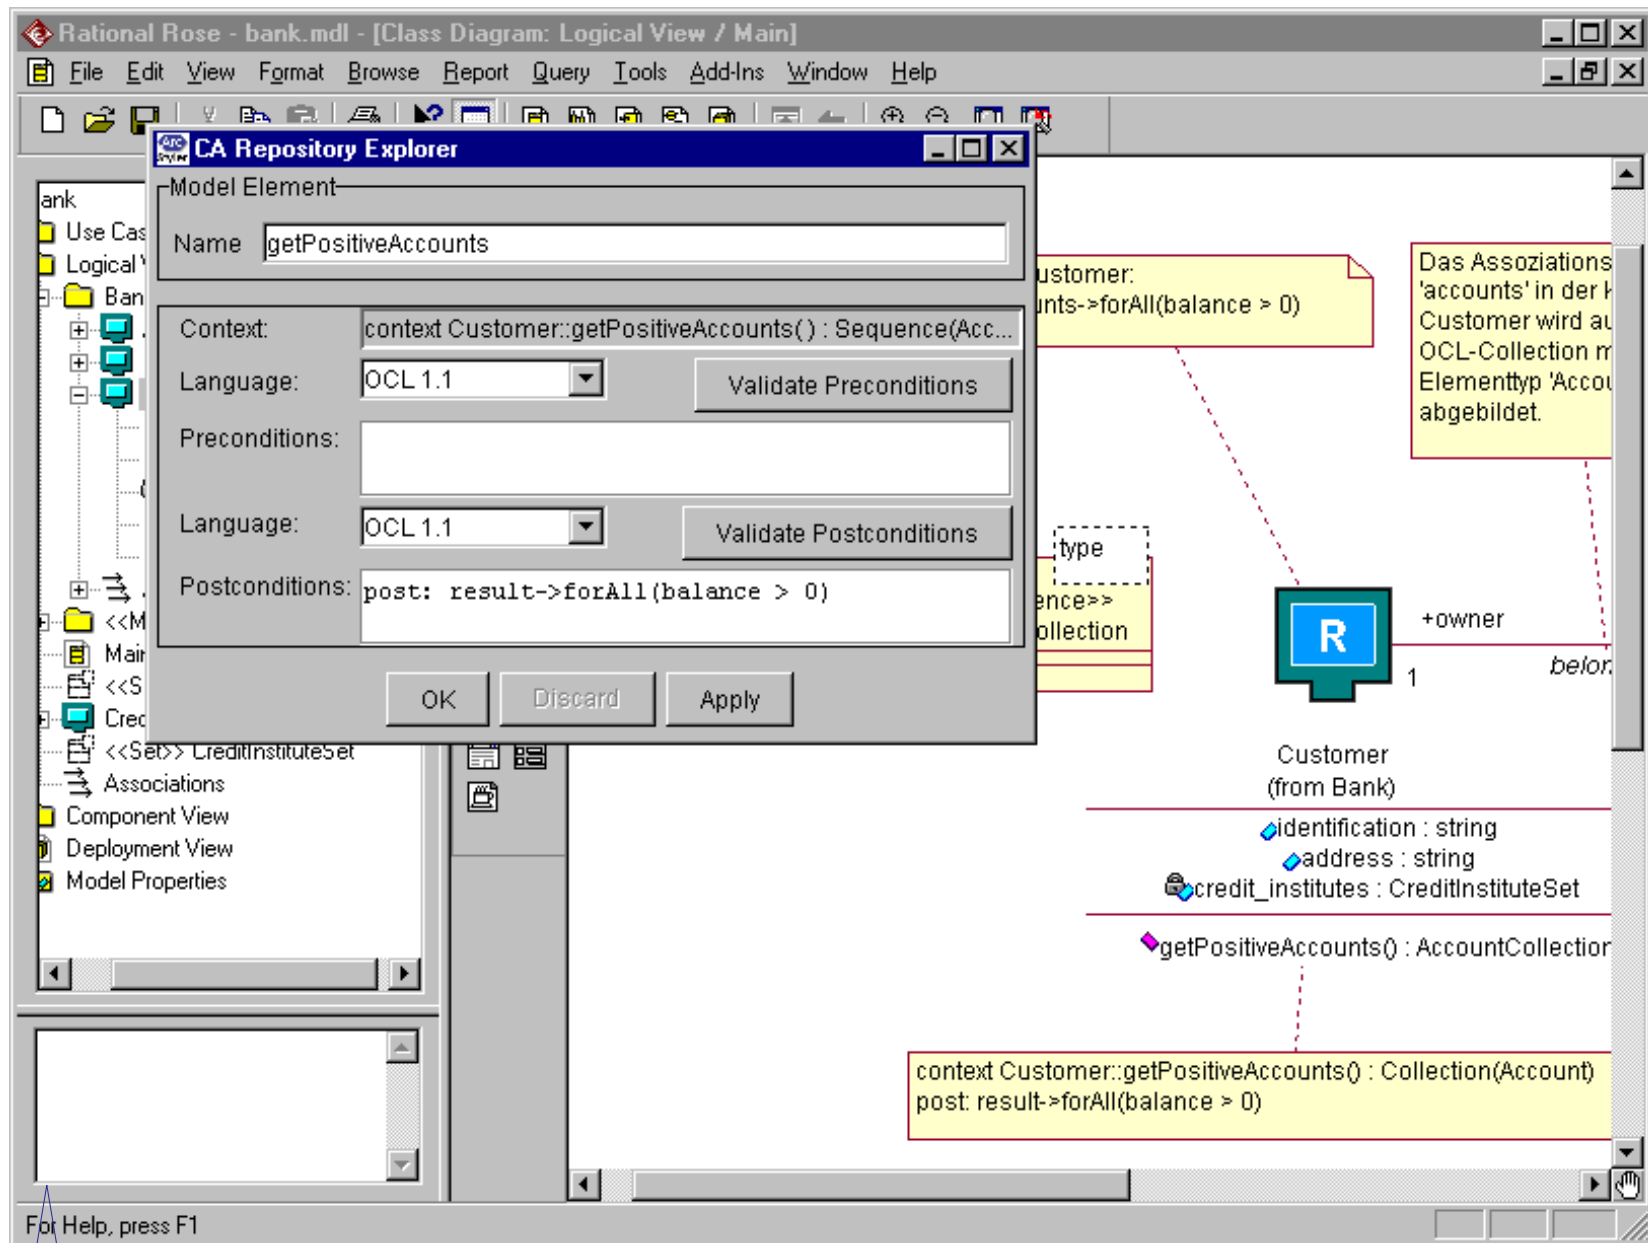 Rational Rose - bank.mdl - [Class Diagram: Logical View / Main]
File Edit View Format Browse Report Query Tools Add-Ins Window Help
CA Repository Explorer
Model Element
Name getPositiveAccounts
Context: context Customer::getPositiveAccounts( ) : Sequence(Acc...
Language: OCL 1.1 Validate Preconditions
Preconditions:
Language: OCL 1.1 Validate Postconditions
Postconditions: post: result->forAll(balance > 0)
OK Discard Apply
ank
Use Cas
Logical
Ban
<<M
Mair
<<S
Cred
<<Set>> CreditInstituteSet
Associations
Component View
Deployment View
Model Properties
ustomer:
unts->forAll(balance > 0)
Das Assoziations
'accounts' in der
Customer wird au
OCL-Collection m
Elementtyp 'Accou
abgebildet.
type
ence>>
ollection
R
+owner
1
belon
Customer
(from Bank)
identification : string
address : string
credit_institutes : CreditInstituteSet
getPositiveAccounts() : AccountCollection
context Customer::getPositiveAccounts() : Collection(Account)
post: result->forAll(balance > 0)
For Help, press F1